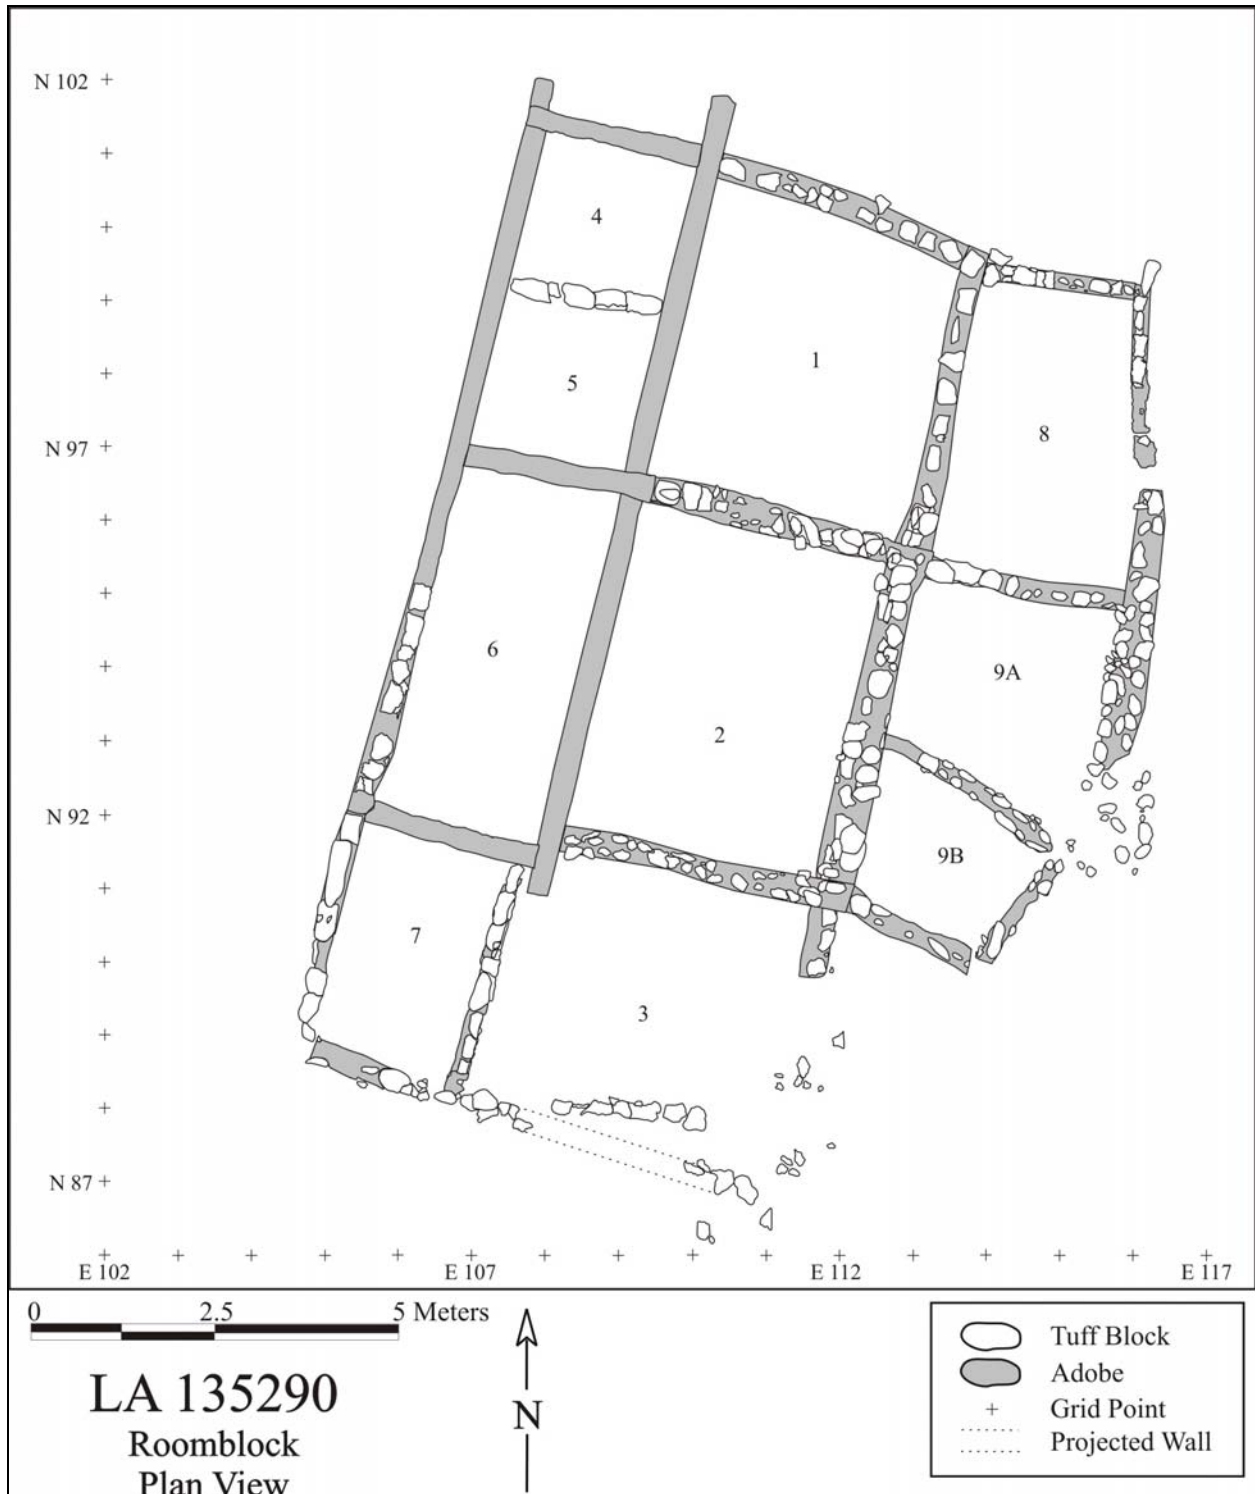 N 102
4
1
5
8
N 97
6
9A
2
N 92
9B
7
3
N 87
E 102
E 107
E 112
E 117
0 2.5 5 Meters
LA 135290
Roomblock
Plan View
N
Tuff Block
Adobe
Grid Point
Projected Wall